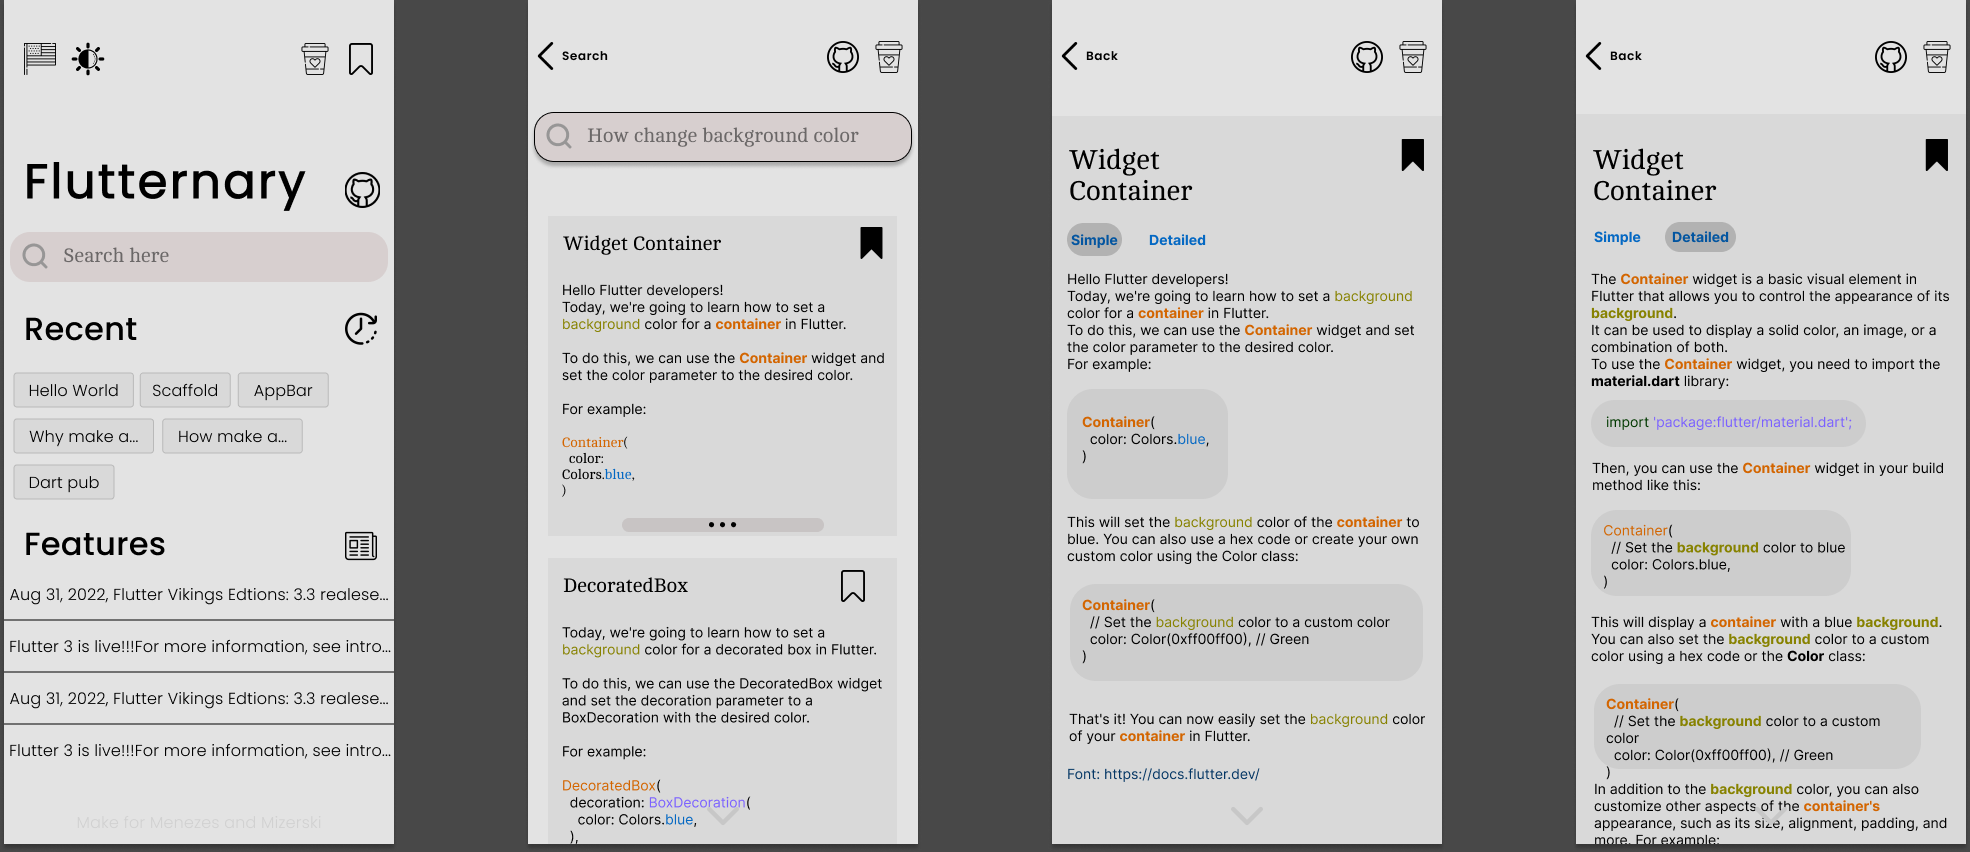 Flutternary
Search here
Recent
Hello World
Scaffold
AppBar
Why make a...
How make a...
Dart pub
Features
Aug 31, 2022, Flutter Vikings Edtions: 3.3 realese...
Flutter 3 is live!!!For more information, see intro...
Aug 31, 2022, Flutter Vikings Edtions: 3.3 realese...
Flutter 3 is live!!!For more information, see intro...
Make for Menezes and Mizerski
Search
How change background color
Widget Container
Hello Flutter developers!
Today, we're going to learn how to set a
background color for a container in Flutter.
To do this, we can use the Container widget and
set the color parameter to the desired color.
For example:
Container(
color:
Colors.blue,
)
DecoratedBox
Today, we're going to learn how to set a
background color for a decorated box in Flutter.
To do this, we can use the DecoratedBox widget
and set the decoration parameter to a
BoxDecoration with the desired color.
For example:
DecoratedBox(
decoration: BoxDecoration(
color: Colors.blue,
),
Back
Widget
Container
Simple
Detailed
Hello Flutter developers!
Today, we're going to learn how to set a background
color for a container in Flutter.
To do this, we can use the Container widget and set
the color parameter to the desired color.
For example:
Container(
color: Colors.blue,
)
This will set the background color of the container to
blue. You can also use a hex code or create your own
custom color using the Color class:
Container(
// Set the background color to a custom color
color: Color(0xff00ff00), // Green
)
That's it! You can now easily set the background color
of your container in Flutter.
Font: https://docs.flutter.dev/
Back
Widget
Container
Simple
Detailed
The Container widget is a basic visual element in
Flutter that allows you to control the appearance of its
background.
It can be used to display a solid color, an image, or a
combination of both.
To use the Container widget, you need to import the
material.dart library:
import 'package:flutter/material.dart';
Then, you can use the Container widget in your build
method like this:
Container(
// Set the background color to blue
color: Colors.blue,
)
This will display a container with a blue background.
You can also set the background color to a custom
color using a hex code or the Color class:
Container(
// Set the background color to a custom
color
color: Color(0xff00ff00), // Green
)
In addition to the background color, you can also
customize other aspects of the container's
appearance, such as its size, alignment, padding, and
more. For example: